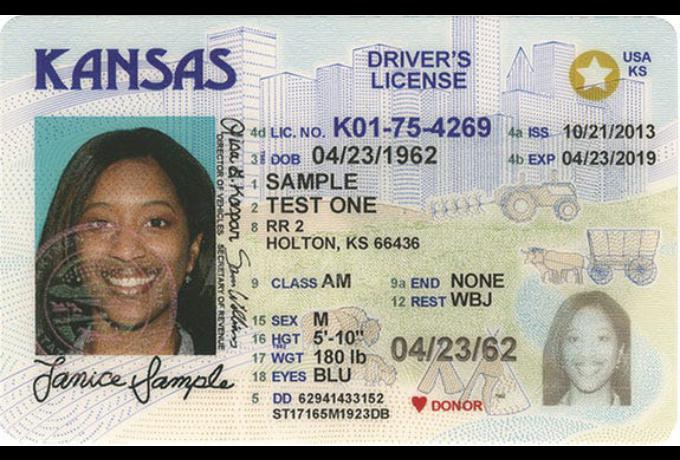 KANSAS
DRIVER'S
LICENSE
USA
KS
4d LIC. NO. K01-75-4269 4a ISS 10/21/2013
3 DOB 04/23/1962 4b EXP 04/23/2019
1 SAMPLE
2 TEST ONE
8 RR 2
HOLTON, KS 66436
9 CLASS AM 9a END NONE
12 REST WBJ
15 SEX M
16 HGT 5'-10"
17 WGT 180 lb 04/23/62
18 EYES BLU
5 DD 62941433152
ST17165M1923DB
DONOR
DIRECTOR OF VEHICLES SECRETARY OF REVENUE
Janice Sample